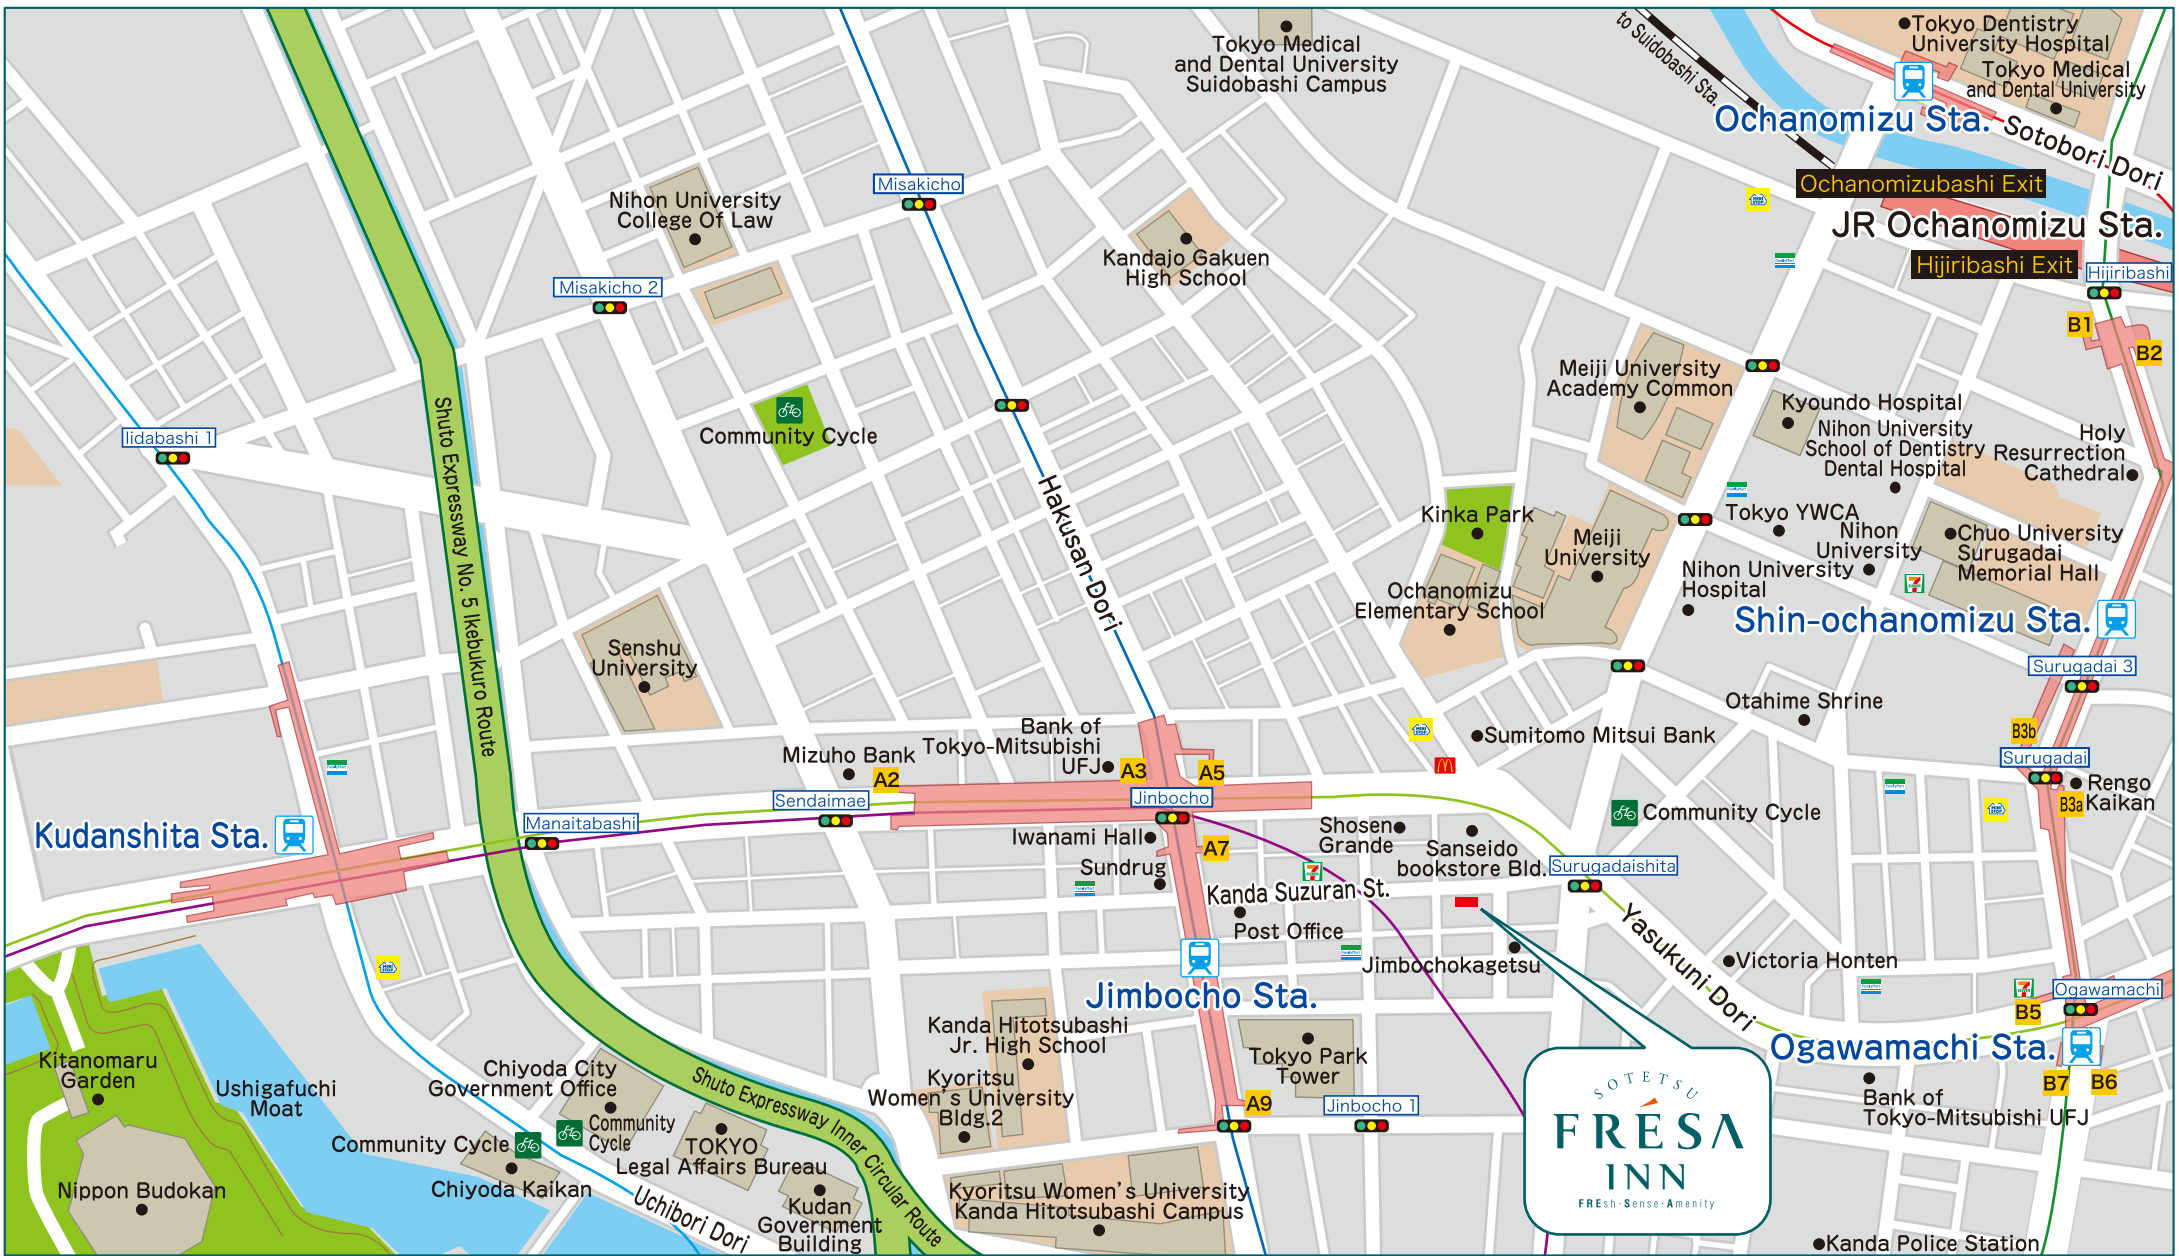 Tokyo Dentistry
University Hospital
Tokyo Medical
and Dental University
Suidobashi Campus
to Suidobashi Sta.
Tokyo Medical
and Dental University
Ochanomizu Sta.
Sotobori-Dori
Ochanomizubashi Exit
JR Ochanomizu Sta.
Hijiribashi Exit
Hijiribashi
B1
B2
Misakicho
Nihon University
College Of Law
Misakicho 2
Kandajo Gakuen
High School
Meiji University
Academy Common
Kyoundo Hospital
Nihon University
School of Dentistry
Dental Hospital
Holy
Resurrection
Cathedral
Iidabashi 1
Community Cycle
Shuto Expressway No. 5 Ikebukuro Route
Hakusan-Dori
Kinka Park
Meiji
University
Tokyo YWCA
Nihon
University
Chuo University
Surugadai
Memorial Hall
Nihon University
Hospital
Ochanomizu
Elementary School
Shin-ochanomizu Sta.
Surugadai 3
Senshu
University
Otahime Shrine
B3b
Surugadai
Rengo
Kaikan
B3a
Bank of
Tokyo-Mitsubishi
UFJ
Mizuho Bank
A2
A3
A5
Sumitomo Mitsui Bank
Sendaimae
Jinbocho
Manaitabashi
Kudanshita Sta.
Iwanami Hall
A7
Sundrug
Shosen
Grande
Sanseido
bookstore Bld.
Community Cycle
Surugadaishita
Kanda Suzuran St.
Post Office
Jimbochokagetsu
Yasukuni-Dori
Victoria Honten
Jimbocho Sta.
Ogawamachi
B5
Ogawamachi Sta.
B7
B6
Kanda Hitotsubashi
Jr. High School
Tokyo Park
Tower
Kitanomaru
Garden
Ushigafuchi
Moat
Chiyoda City
Government Office
Shuto Expressway Inner Circular Route
Kyoritsu
Women's University
Bldg.2
A9
Jinbocho 1
Bank of
Tokyo-Mitsubishi UFJ
Community Cycle
Community
Cycle
TOKYO
Legal Affairs Bureau
Chiyoda Kaikan
Nippon Budokan
Uchibori Dori
Kudan
Government
Building
Kyoritsu Women's University
Kanda Hitotsubashi Campus
SOTETSU
FRÉSA
INN
FREsh·Sense·Amenity
Kanda Police Station